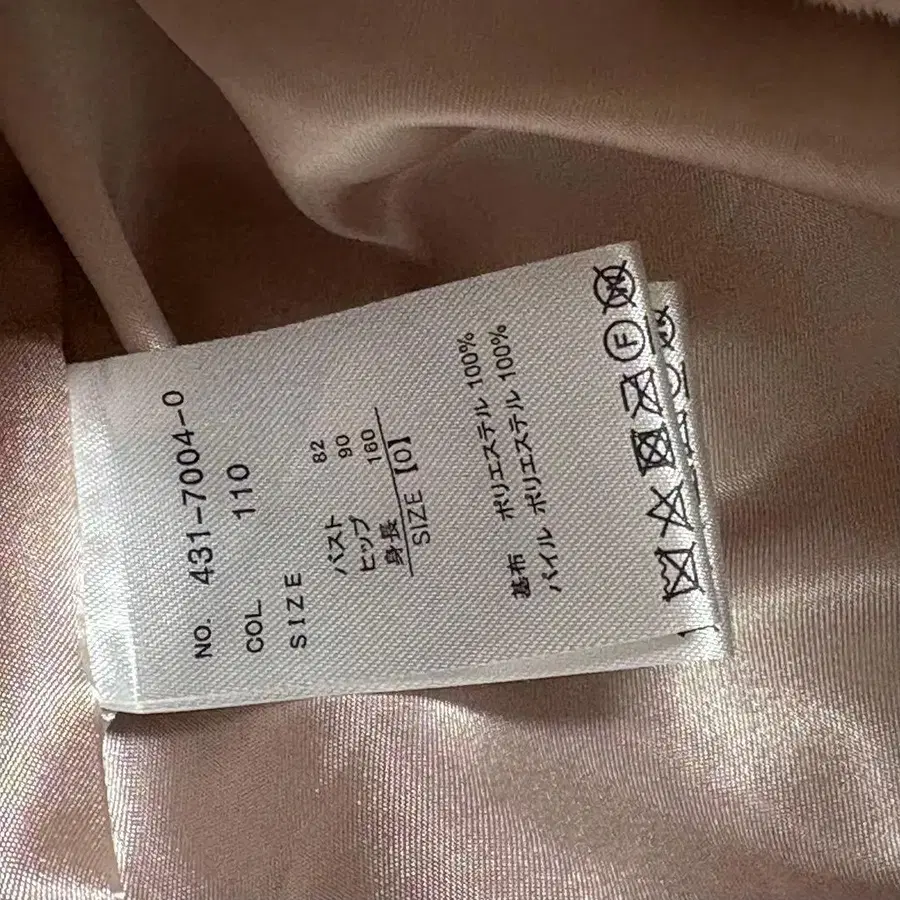 NO. 431-7004-0
COL 110
SIZE
バスト 82
ヒップ 90
身長 160
SIZE【0】
基布 ポリエステル 100%
パイル ポリエステル 100%
F W